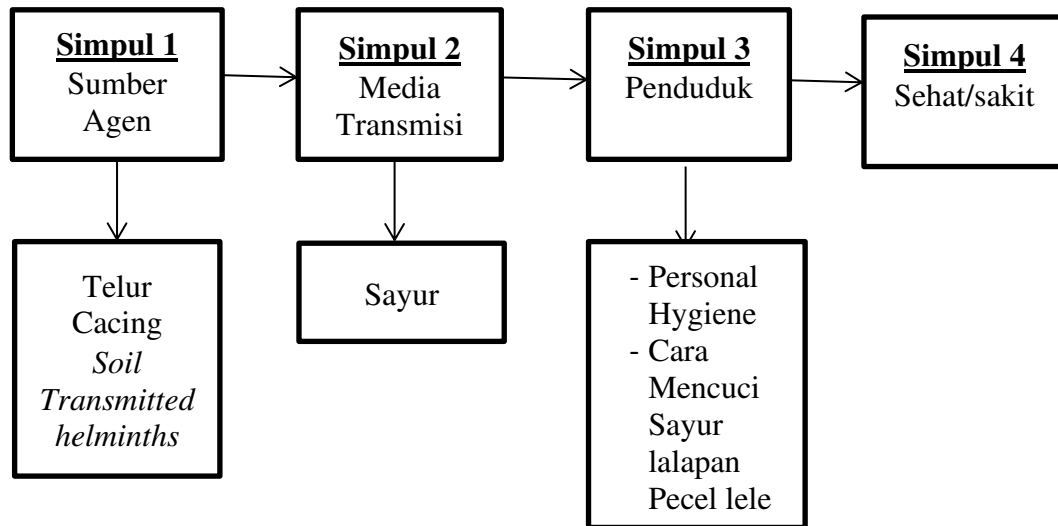 Simpul 1
Sumber
Agen
Simpul 2
Media
Transmisi
Simpul 3
Penduduk
Simpul 4
Sehat/sakit
Telur
Cacing
Soil
Transmitted
helminths
Sayur
- Personal
Hygiene
- Cara
Mencuci
Sayur
lalapan
Pecel lele